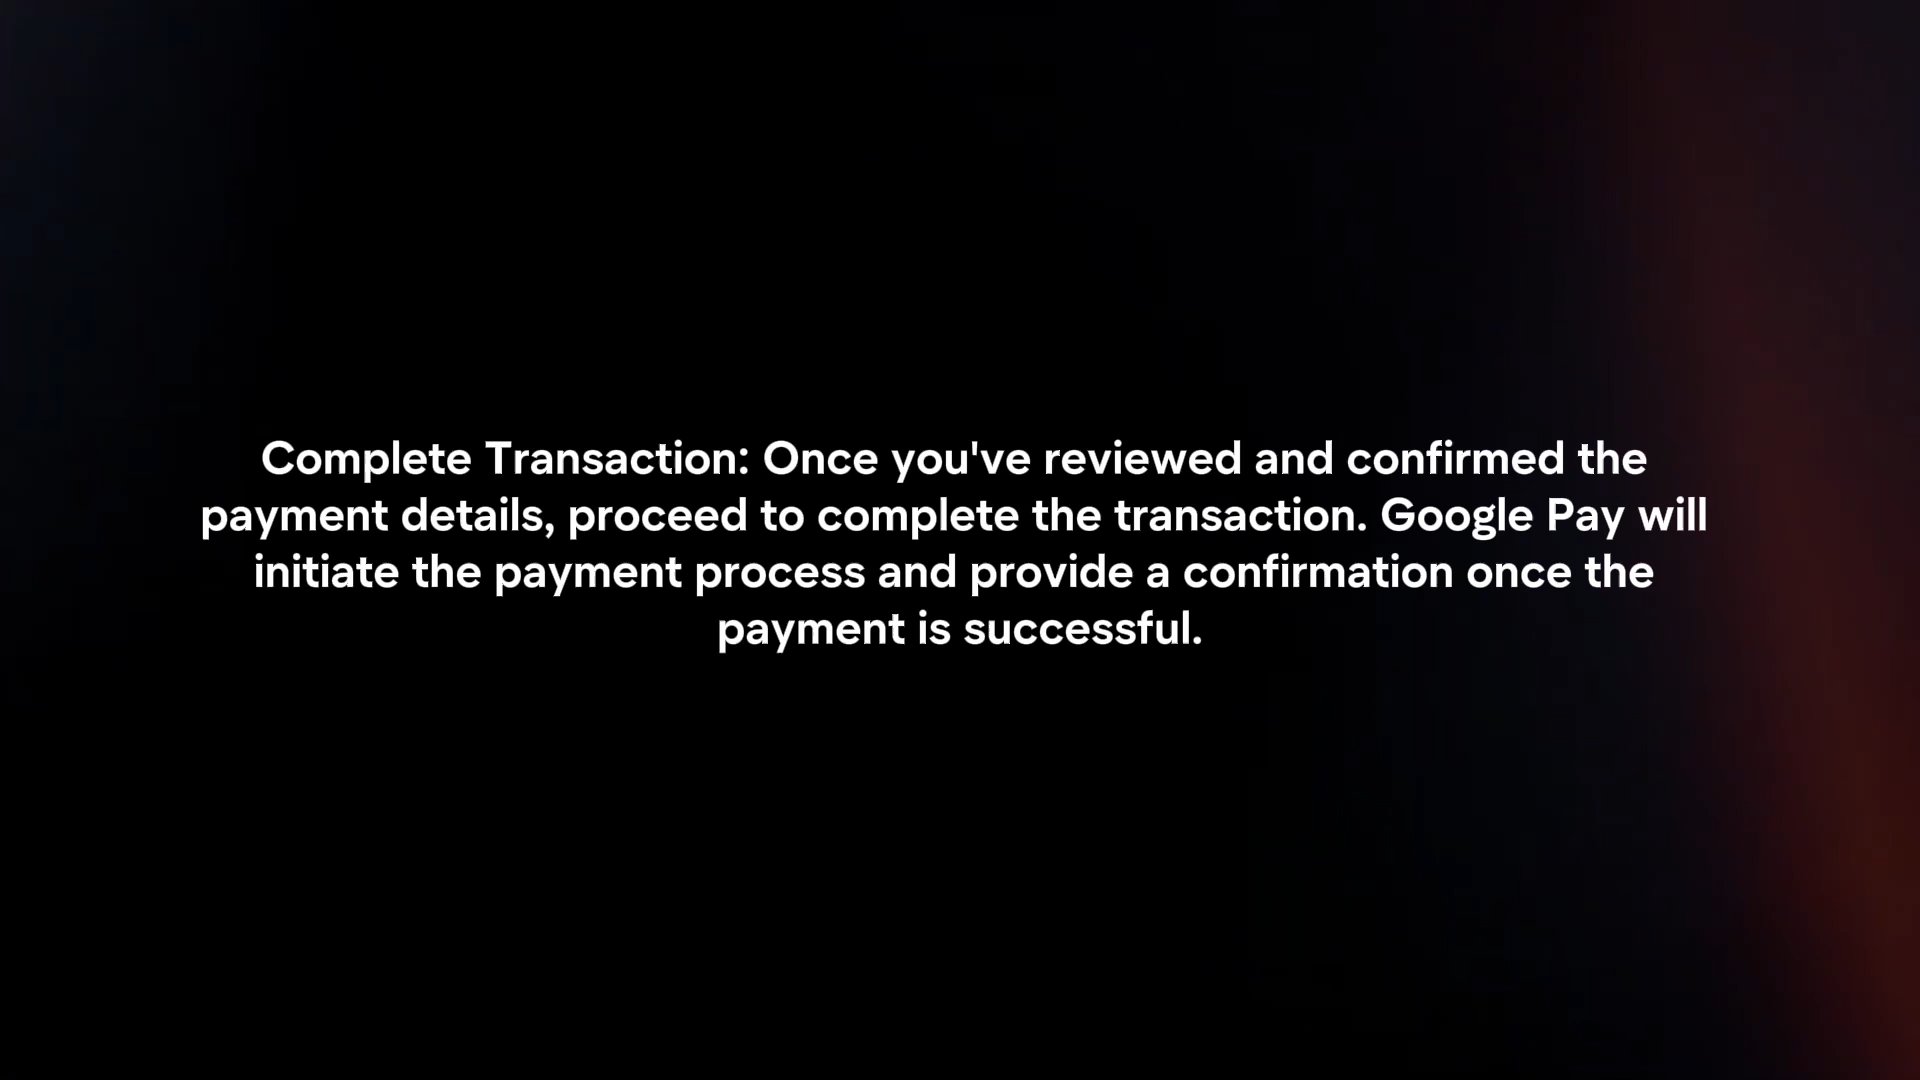 Complete Transaction: Once you've reviewed and confirmed the
payment details, proceed to complete the transaction. Google Pay will
initiate the payment process and provide a confirmation once the
payment is successful.